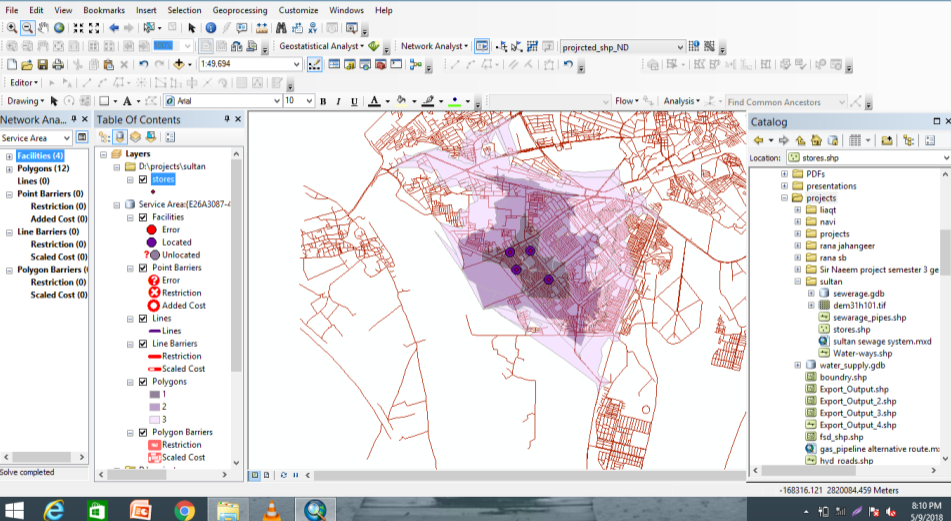 File Edit View Bookmarks Insert Selection Geoprocessing Customize Windows Help
Geostatistical Analyst Network Analyst projrcted_shp_ND
1:49,694
Editor
Drawing A Arial 10 B I U A Flow Analysis Find Common Ancestors
Network Ana...
Service Area
Facilities (4)
Polygons (12)
Lines (0)
Point Barriers
Restriction (0)
Added Cost (0)
Line Barriers
Restriction (0)
Scaled Cost (0)
Polygon Barriers (
Restriction (0)
Scaled Cost (0)
Solve completed
Table Of Contents
Layers
D:\projects\sultan
stores
Service Area:{E26A3087-4
Facilities
Error
Located
? Unlocated
Point Barriers
? Error
Restriction
Added Cost
Lines
Lines
Line Barriers
Restriction
Scaled Cost
Polygons
1
2
3
Polygon Barriers
Restriction
Scaled Cost
Catalog
Location: stores.shp
PDFs
presentations
projects
liaqt
navi
projects
rana jahangeer
rana sb
Sir Naeem project semester 3 ge
sultan
sewerage.gdb
dem31h101.tif
sewarage_pipes.shp
stores.shp
sultan sewage system.mxd
Water-ways.shp
water_supply.gdb
boundry.shp
Export_Output.shp
Export_Output_2.shp
Export_Output_3.shp
Export_Output_4.shp
fsd_shp.shp
gas_pipeline alternative route.m
hyd_roads.shp
-168316.121 2820084.459 Meters
8:10 PM
5/9/2018